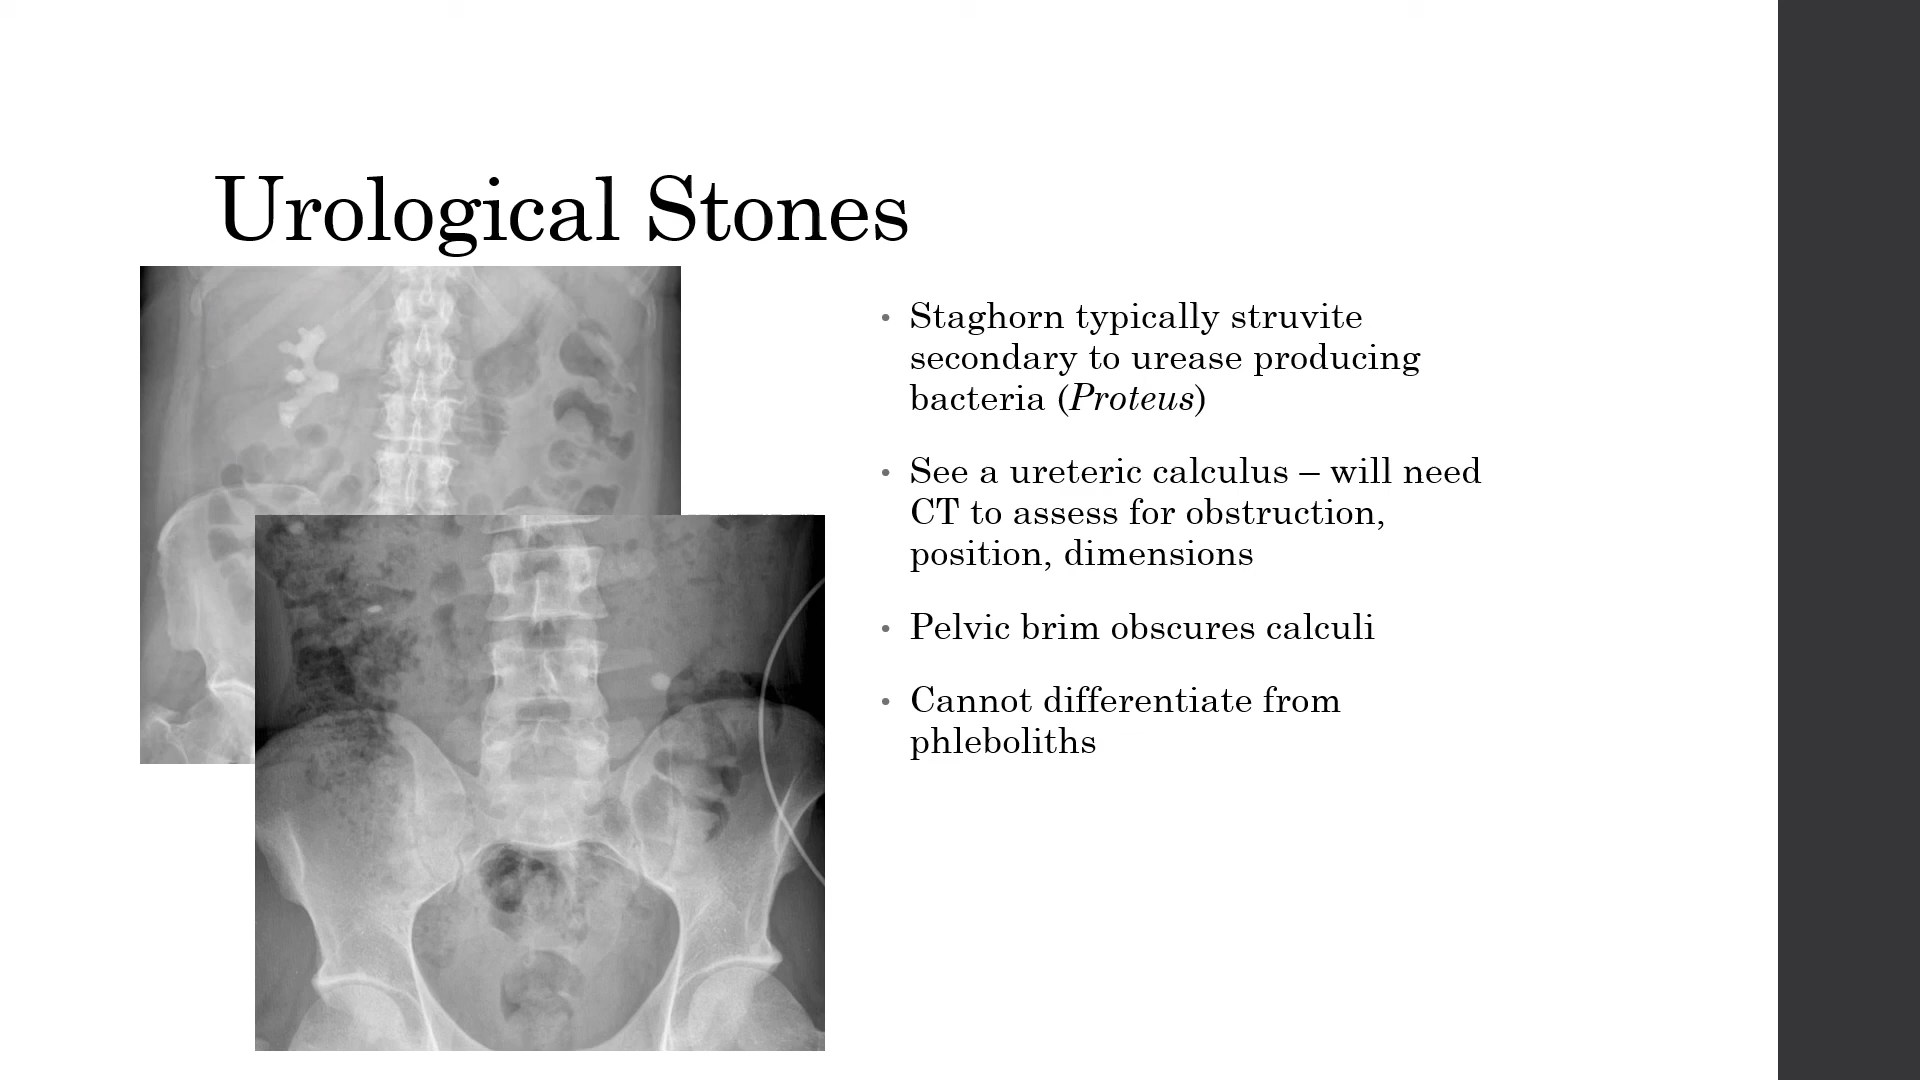 Urological Stones
• Staghorn typically struvite
secondary to urease producing
bacteria (Proteus)
• See a ureteric calculus – will need
CT to assess for obstruction,
position, dimensions
• Pelvic brim obscures calculi
• Cannot differentiate from
phleboliths